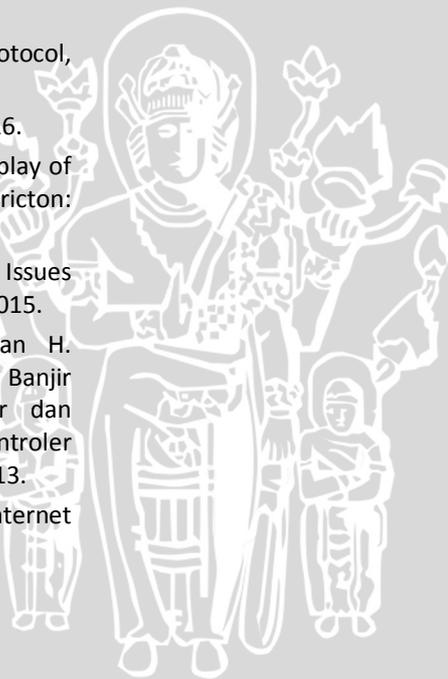 otocol,
6.
play of
ricton:
Issues
015.
an H.
Banjir
r dan
ntroler
13.
nternet